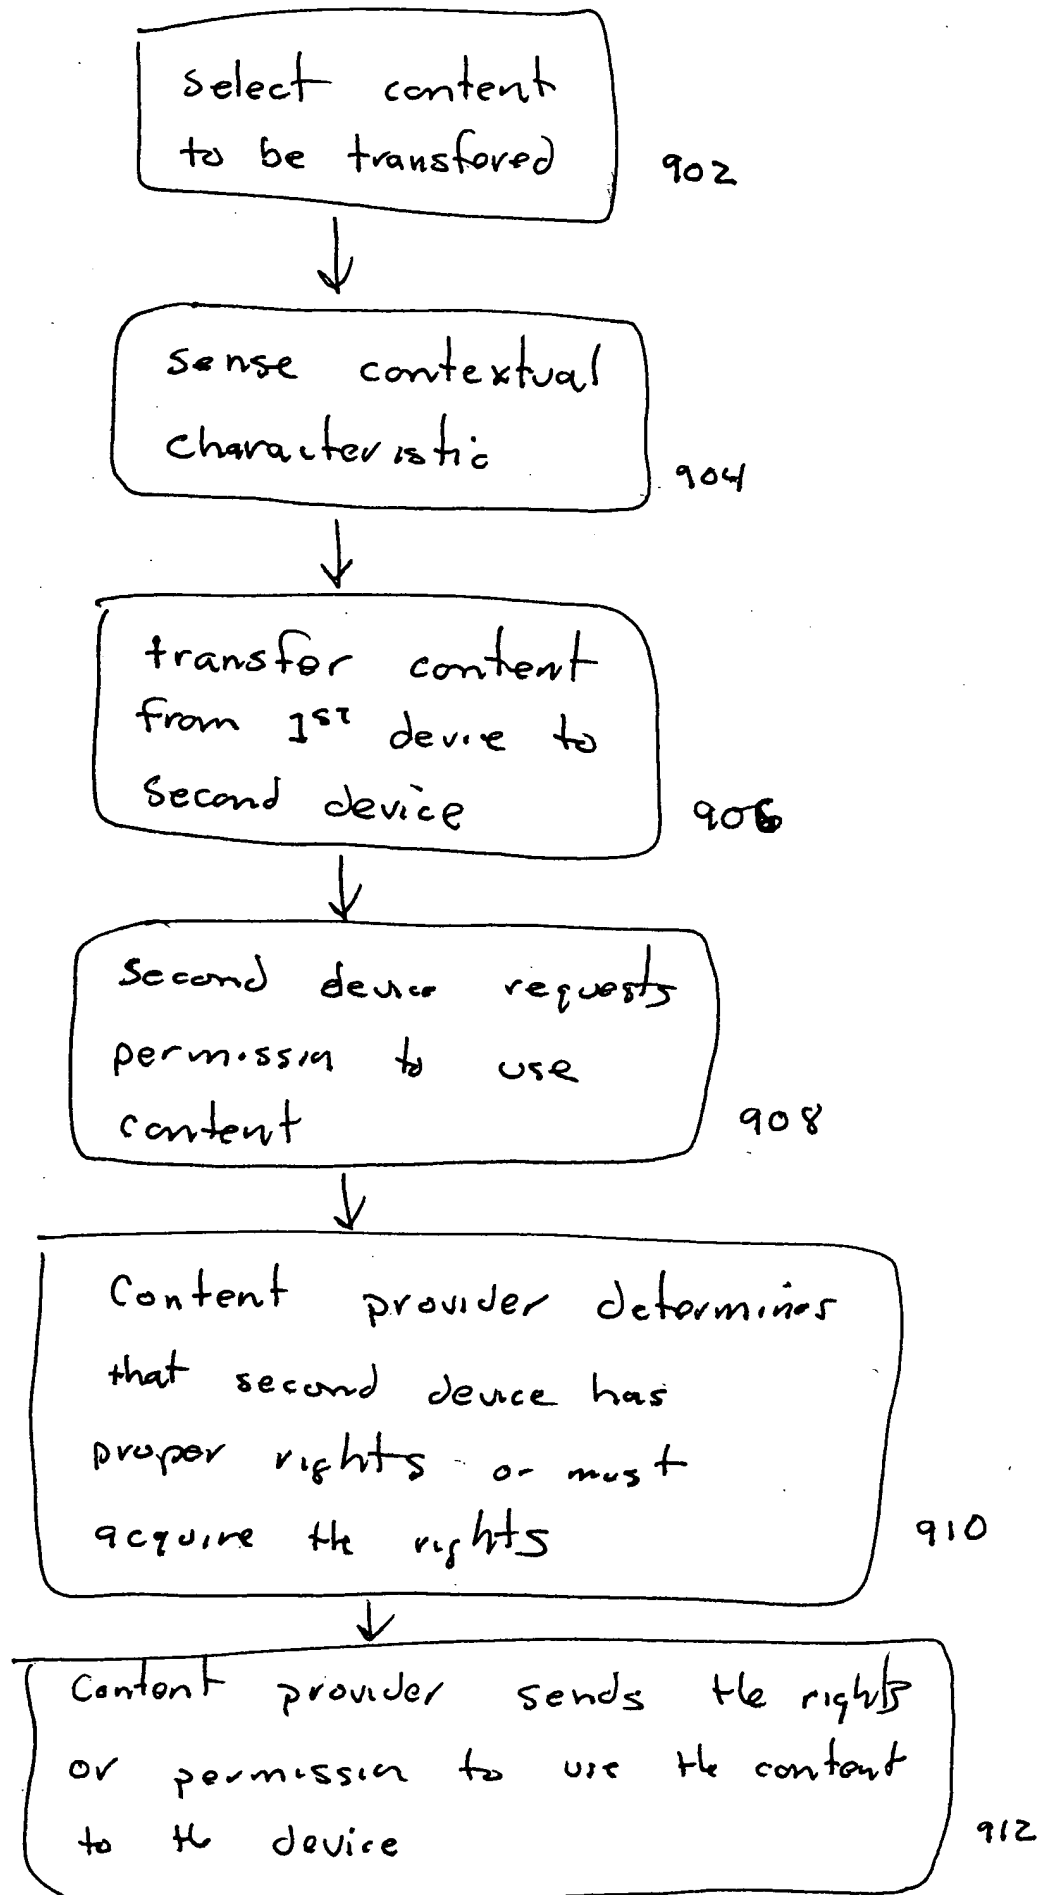 select content
to be transfered
902
sense contextual
characteristic
904
transfer content
from 1st device to
second device
906
second device requests
permission to use
content
908
Content provider determines
that second device has
proper rights or must
acquire the rights
910
Content provider sends the rights
or permission to use the content
to the device
912